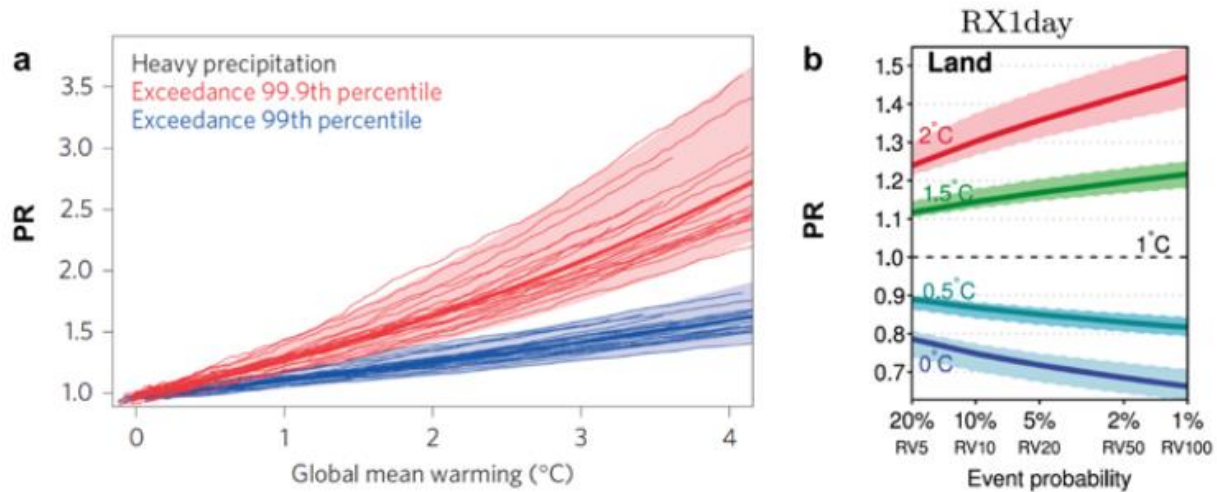 a
Heavy precipitation
Exceedance 99.9th percentile
Exceedance 99th percentile
PR
3.5
3.0
2.5
2.0
1.5
1.0
0 1 2 3 4
Global mean warming (°C)
RX1day
b
Land
PR
1.5
1.4
1.3
1.2
1.1
1.0
0.9
0.8
0.7
2°C
1.5°C
1°C
0.5°C
0°C
20% 10% 5% 2% 1%
RV5 RV10 RV20 RV50 RV100
Event probability